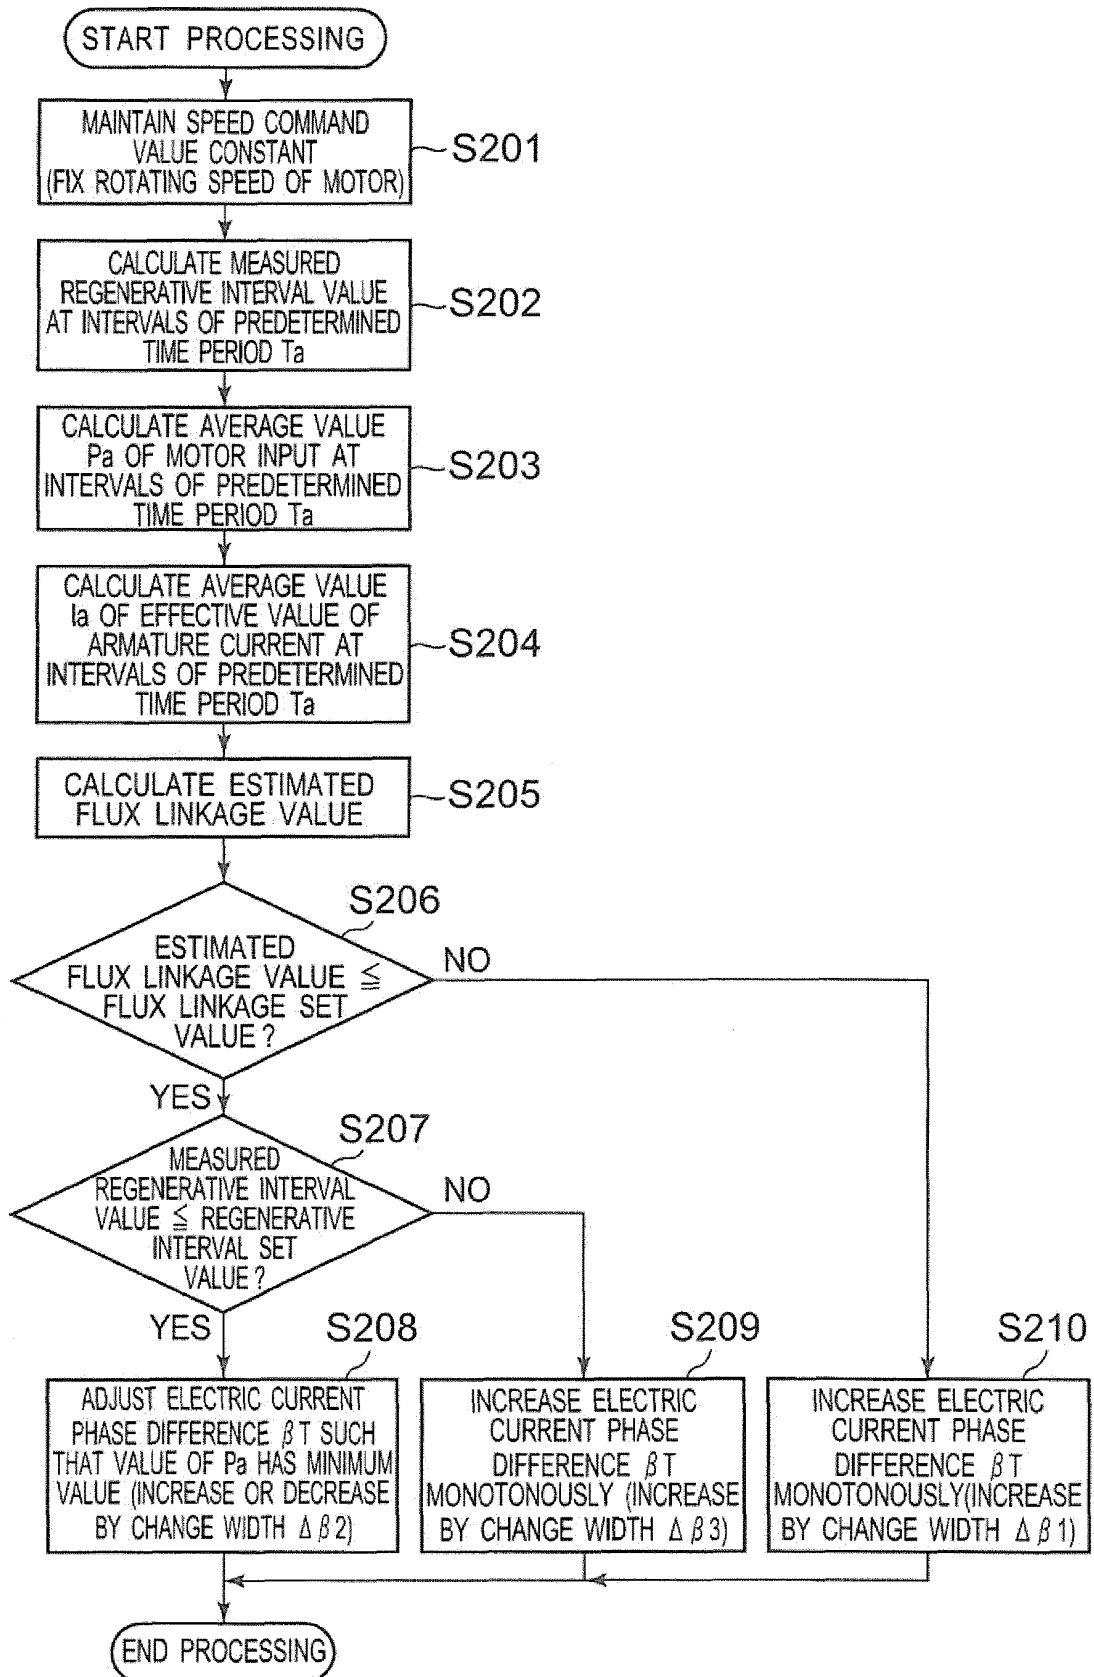 START PROCESSING
MAINTAIN SPEED COMMAND
VALUE CONSTANT
(FIX ROTATING SPEED OF MOTOR)
S201
CALCULATE MEASURED
REGENERATIVE INTERVAL VALUE
AT INTERVALS OF PREDETERMINED
TIME PERIOD Ta
S202
CALCULATE AVERAGE VALUE
Pa OF MOTOR INPUT AT
INTERVALS OF PREDETERMINED
TIME PERIOD Ta
S203
CALCULATE AVERAGE VALUE
Ia OF EFFECTIVE VALUE OF
ARMATURE CURRENT AT
INTERVALS OF PREDETERMINED
TIME PERIOD Ta
S204
CALCULATE ESTIMATED
FLUX LINKAGE VALUE
S205
S206
ESTIMATED
FLUX LINKAGE VALUE ≦
FLUX LINKAGE SET
VALUE?
NO
YES
S207
MEASURED
REGENERATIVE INTERVAL
VALUE ≦ REGENERATIVE
INTERVAL SET
VALUE?
NO
YES
S208
ADJUST ELECTRIC CURRENT
PHASE DIFFERENCE βT SUCH
THAT VALUE OF Pa HAS MINIMUM
VALUE (INCREASE OR DECREASE
BY CHANGE WIDTH Δβ2)
S209
INCREASE ELECTRIC
CURRENT PHASE
DIFFERENCE βT
MONOTONOUSLY (INCREASE
BY CHANGE WIDTH Δβ3)
S210
INCREASE ELECTRIC
CURRENT PHASE
DIFFERENCE βT
MONOTONOUSLY(INCREASE
BY CHANGE WIDTH Δβ1)
END PROCESSING